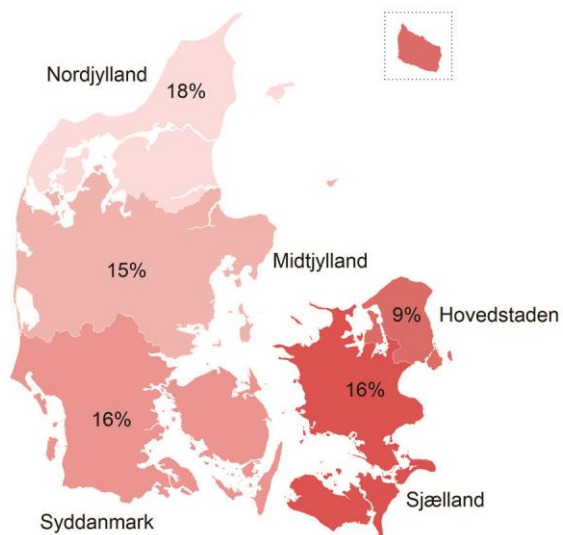 Nordjylland
18%
15%
Midtjylland
9%
Hovedstaden
16%
16%
Syddanmark
Sjælland